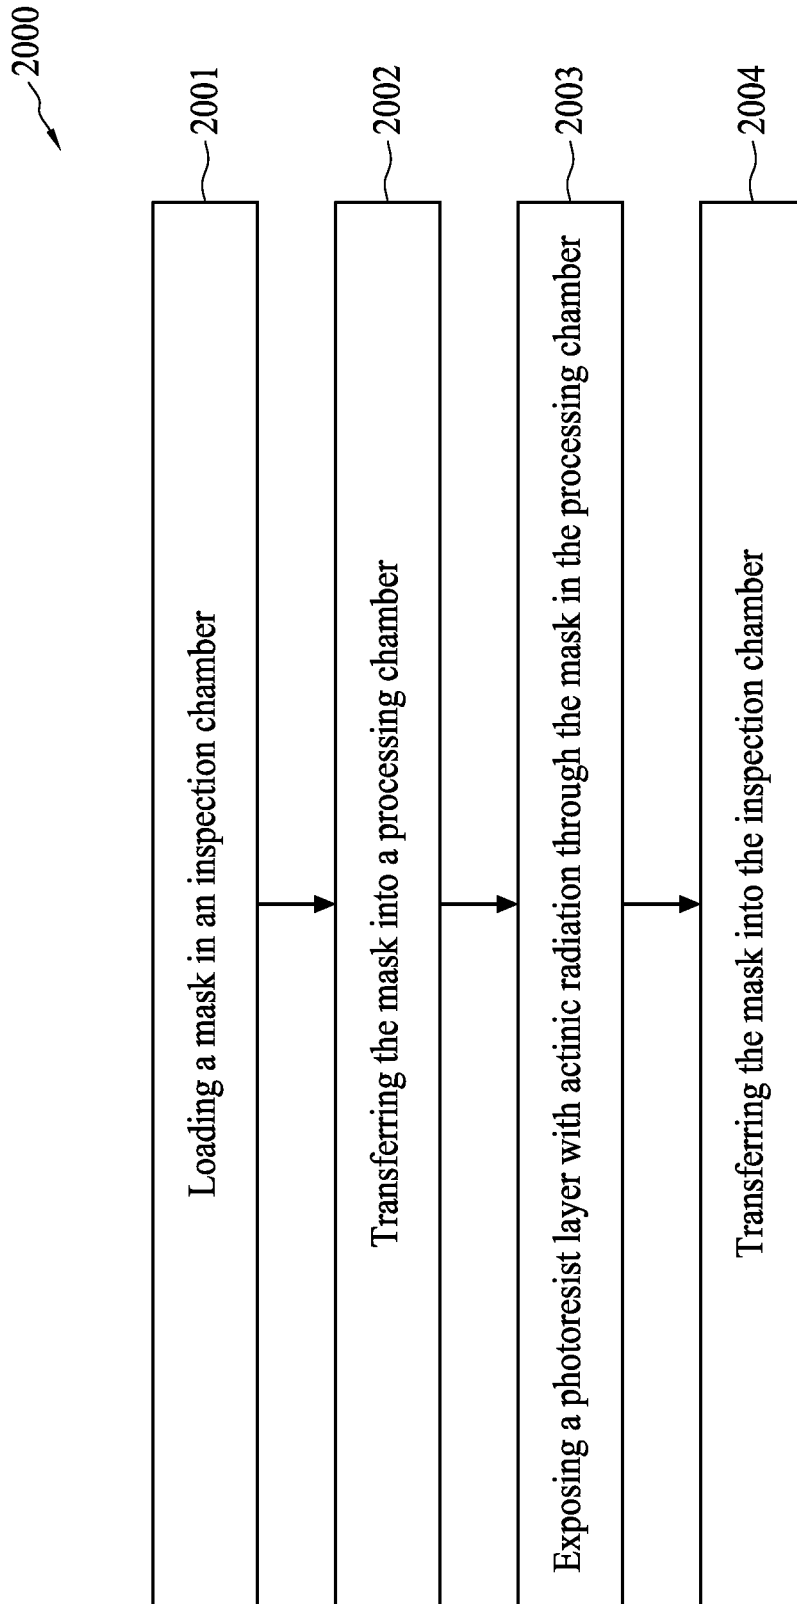 2000
Loading a mask in an inspection chamber
2001
Transferring the mask into a processing chamber
2002
Exposing a photoresist layer with actinic radiation through the mask in the processing chamber
2003
Transferring the mask into the inspection chamber
2004